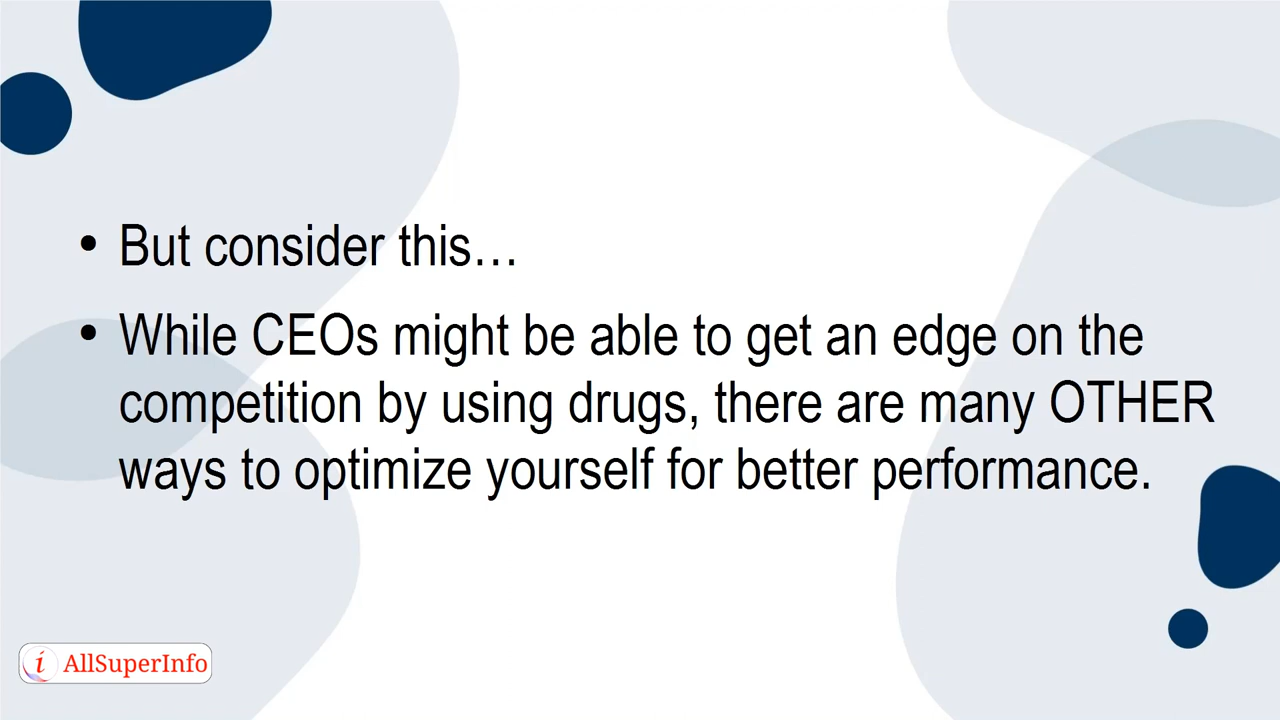 • But consider this…
• While CEOs might be able to get an edge on the
competition by using drugs, there are many OTHER
ways to optimize yourself for better performance.
i AllSuperInfo